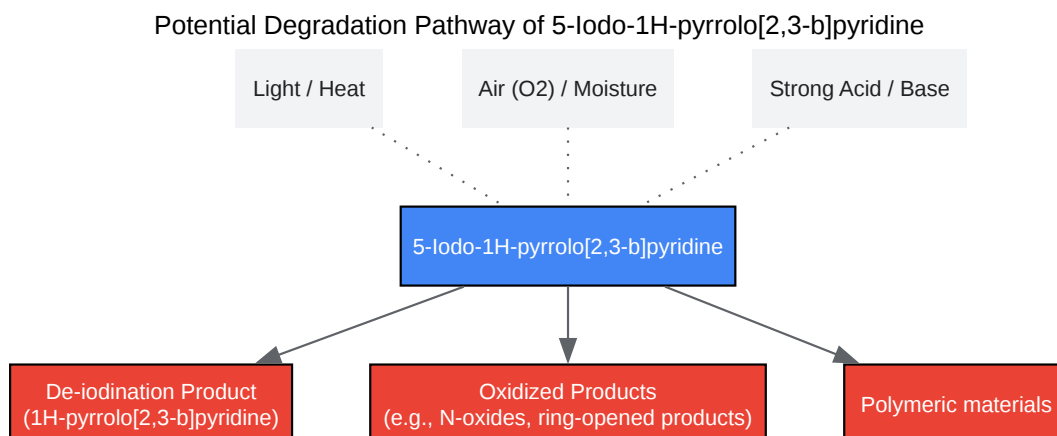 Potential Degradation Pathway of 5-Iodo-1H-pyrrolo[2,3-b]pyridine
Light / Heat
Air (O2) / Moisture
Strong Acid / Base
5-Iodo-1H-pyrrolo[2,3-b]pyridine
De-iodination Product
(1H-pyrrolo[2,3-b]pyridine)
Oxidized Products
(e.g., N-oxides, ring-opened products)
Polymeric materials